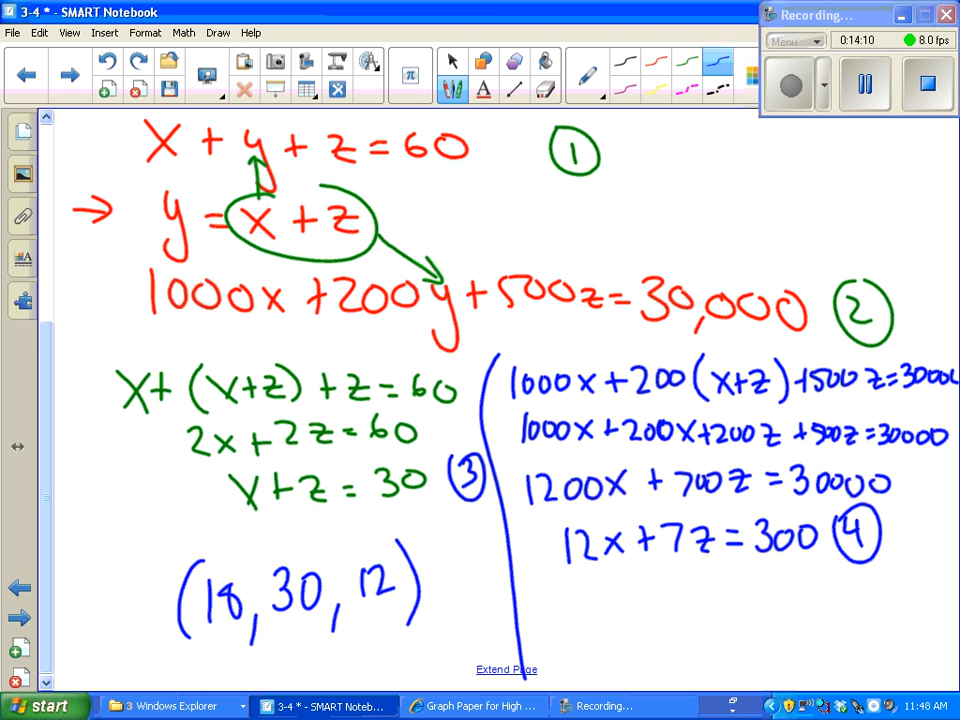 3-4 * - SMART Notebook
File Edit View Insert Format Math Draw Help
Recording...
Menu 0:14:10 8.0 fps
x + y + z = 60 1
→ y = x + z
1000x + 200y + 500z = 30,000 2
x + (x+z) + z = 60
2x + 2z = 60
x + z = 30 3
(18, 30, 12)
1000x + 200(x+z) + 500z = 30000
1000x + 200x + 200z + 500z = 30000
1200x + 700z = 30000
12x + 7z = 300 4
Extend Page
start 3 Windows Explorer 3-4 * - SMART Noteb... Graph Paper for High ... Recording... 11:48 AM